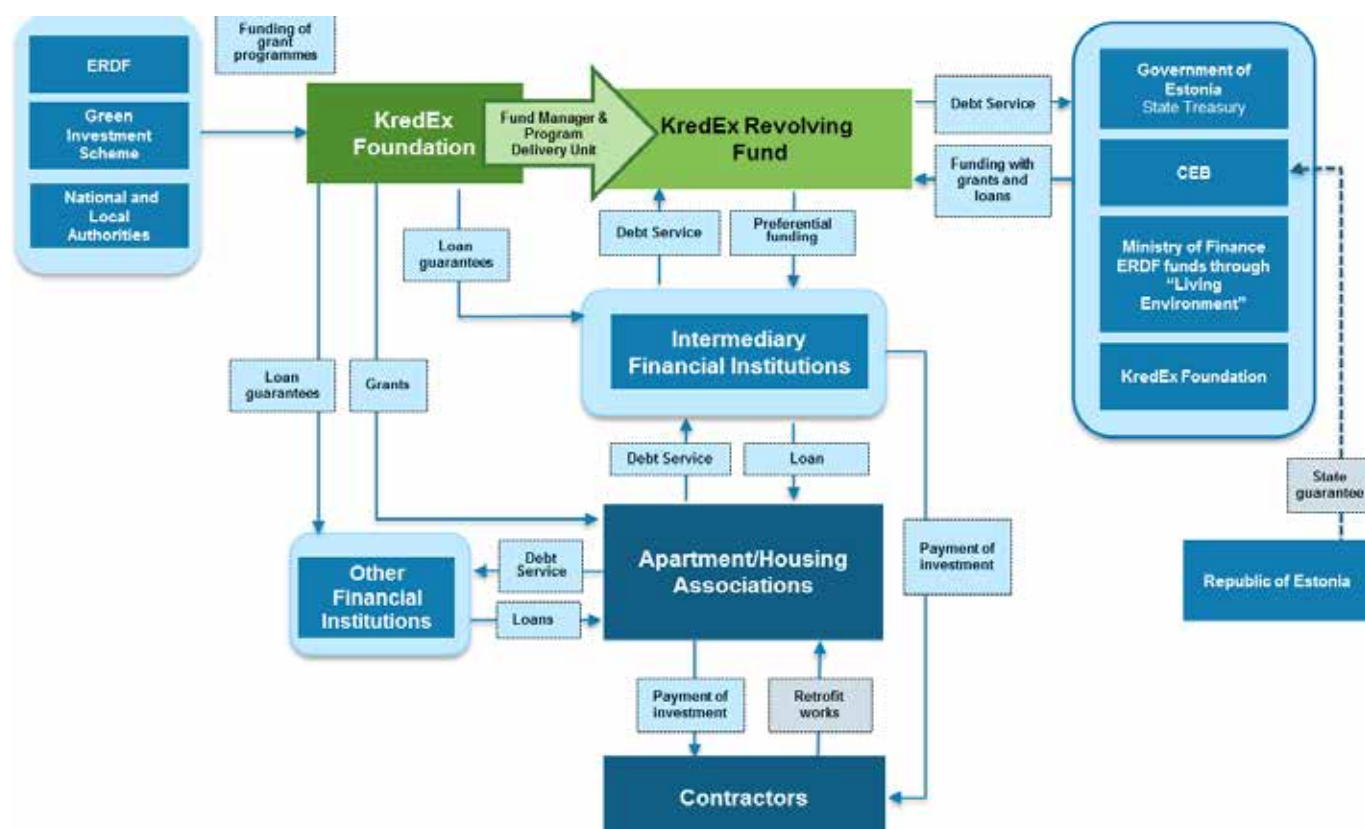 Funding of
grant
programmes
ERDF
Green
Investment
Scheme
National and
Local
Authorities
KredEx
Foundation
Fund Manager &
Program
Delivery Unit
KredEx Revolving
Fund
Debt Service
Funding with
grants and
loans
Government of
Estonia
State Treasury
CEB
Ministry of Finance
ERDF funds through
“Living
Environment”
KredEx Foundation
Loan
guarantees
Debt Service
Preferential
funding
Intermediary
Financial Institutions
Loan
guarantees
Grants
Debt Service
Loan
State
guarantee
Republic of Estonia
Payment of
investment
Other
Financial
Institutions
Debt
Service
Loans
Apartment/Housing
Associations
Payment of
investment
Retrofit
works
Contractors